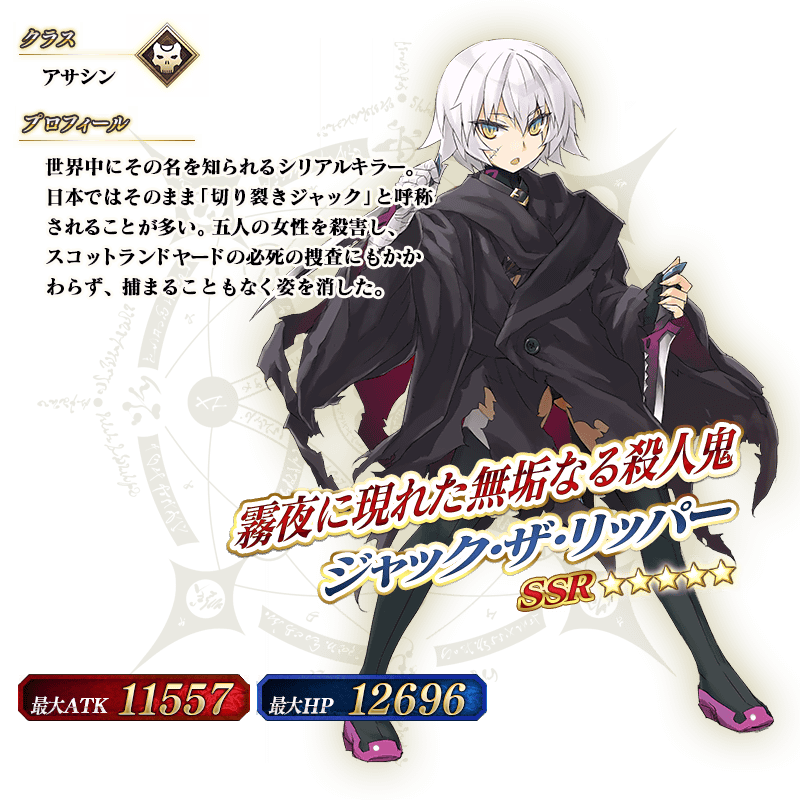 クラス
アサシン
プロフィール
世界中にその名を知られるシリアルキラー。
日本ではそのまま「切り裂きジャック」と呼称
されることが多い。五人の女性を殺害し、
スコットランドヤードの必死の捜査にもかか
わらず、捕まることもなく姿を消した。
霧夜に現れた無垢なる殺人鬼
ジャック・ザ・リッパー
SSR
最大ATK 11557
最大HP 12696